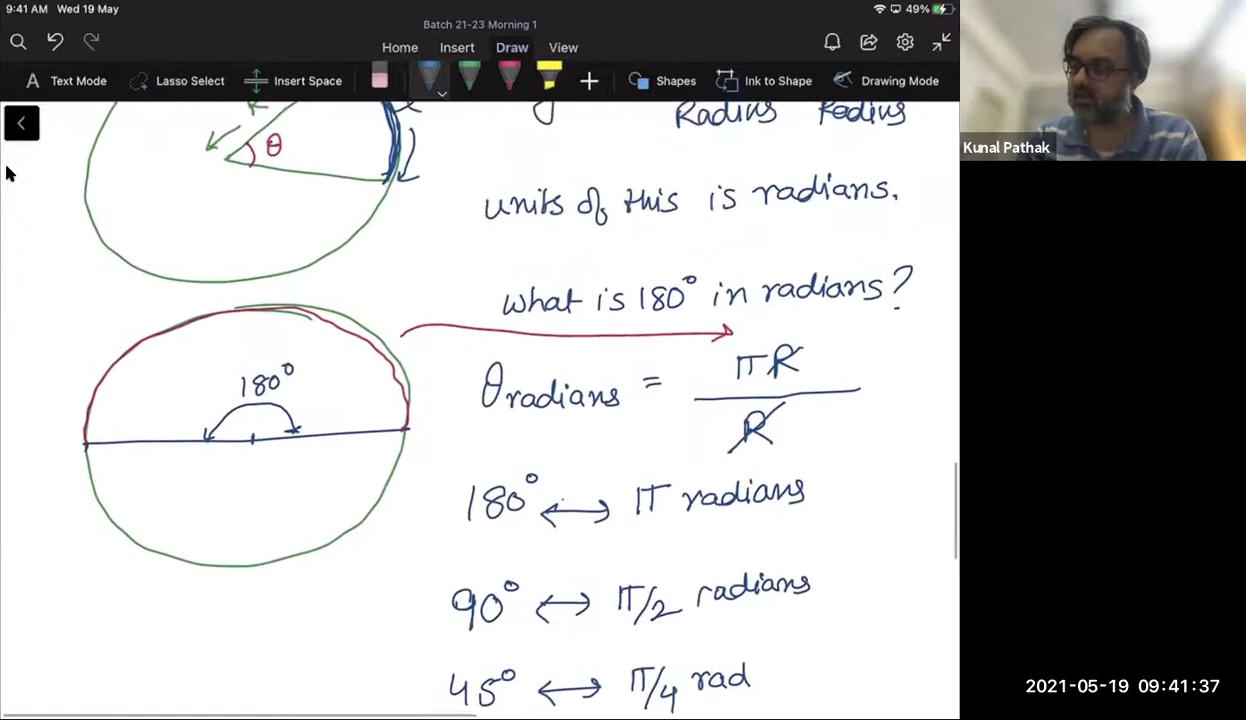 9:41 AM Wed 19 May
49%
Batch 21-23 Morning 1
Home Insert Draw View
Text Mode Lasso Select Insert Space Shapes Ink to Shape Drawing Mode
Radius Radius
θ
units of this is radians.
what is 180° in radians?
180°
θ radians = πR
R
180° ↔ π radians
90° ↔ π/2 radians
45° ↔ π/4 rad
Kunal Pathak
2021-05-19 09:41:37